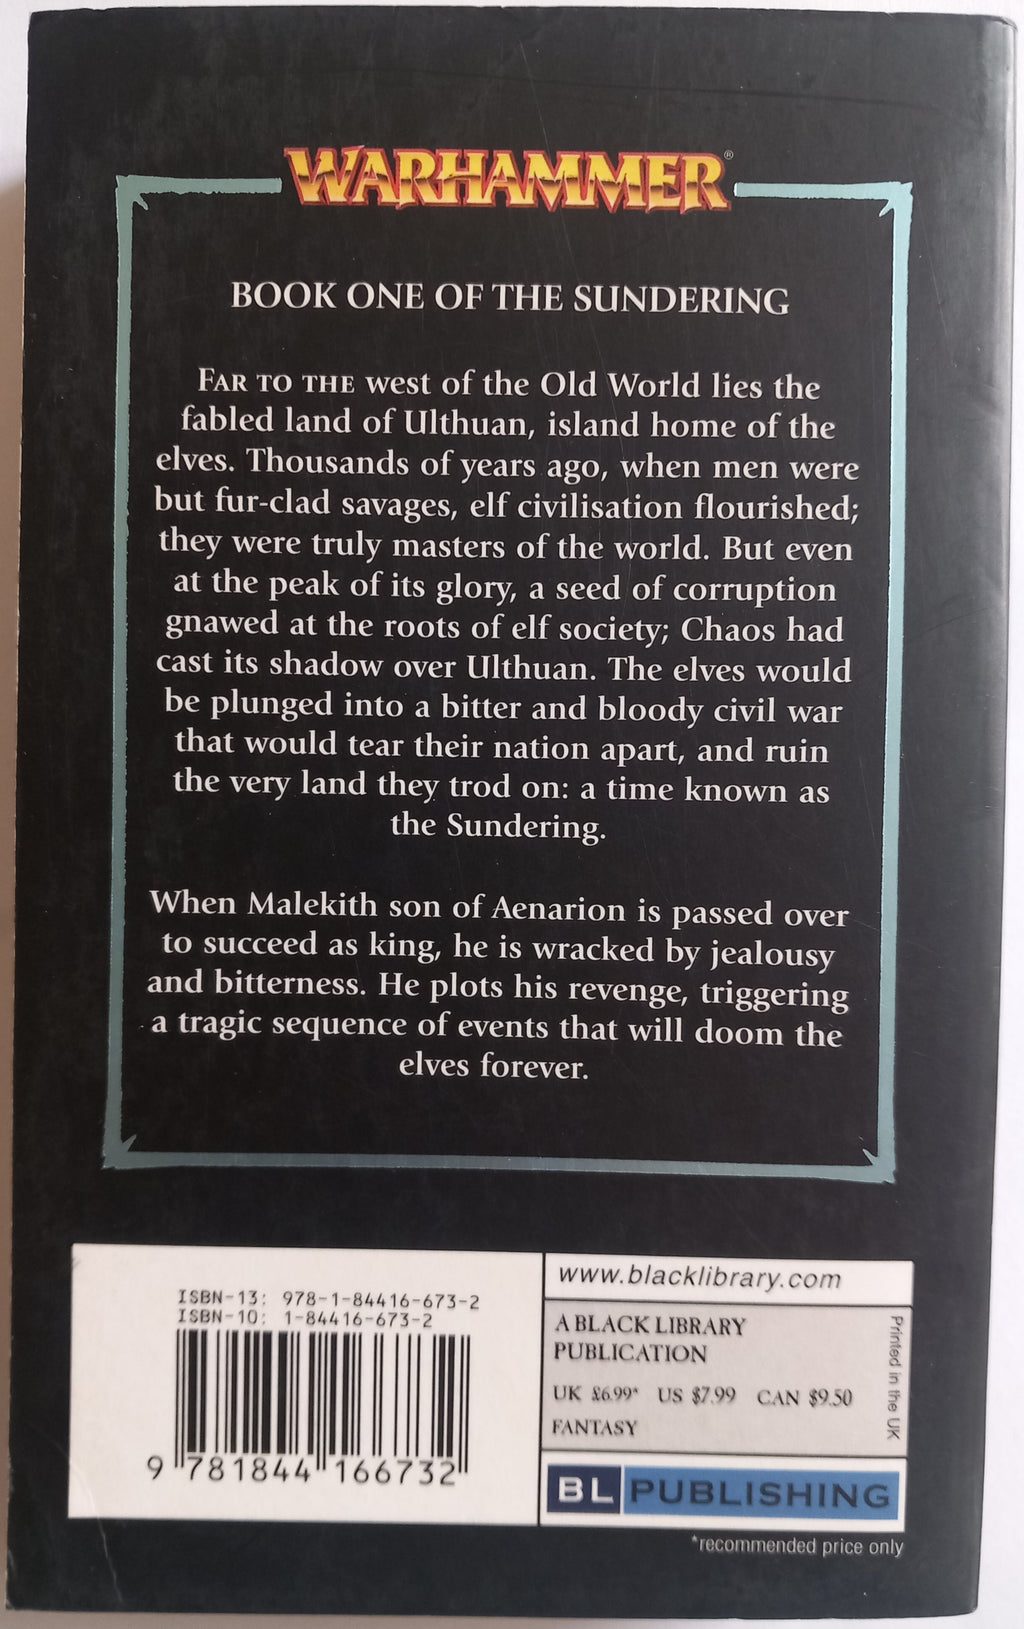 WARHAMMER®
BOOK ONE OF THE SUNDERING
FAR TO THE west of the Old World lies the
fabled land of Ulthuan, island home of the
elves. Thousands of years ago, when men were
but fur-clad savages, elf civilisation flourished;
they were truly masters of the world. But even
at the peak of its glory, a seed of corruption
gnawed at the roots of elf society; Chaos had
cast its shadow over Ulthuan. The elves would
be plunged into a bitter and bloody civil war
that would tear their nation apart, and ruin
the very land they trod on: a time known as
the Sundering.
When Malekith son of Aenarion is passed over
to succeed as king, he is wracked by jealousy
and bitterness. He plots his revenge, triggering
a tragic sequence of events that will doom the
elves forever.
ISBN-13: 978-1-84416-673-2
ISBN-10: 1-84416-673-2
9 781844 166732
www.blacklibrary.com
A BLACK LIBRARY
PUBLICATION
UK £6.99* US $7.99 CAN $9.50
FANTASY
Printed in the UK
BL PUBLISHING
*recommended price only